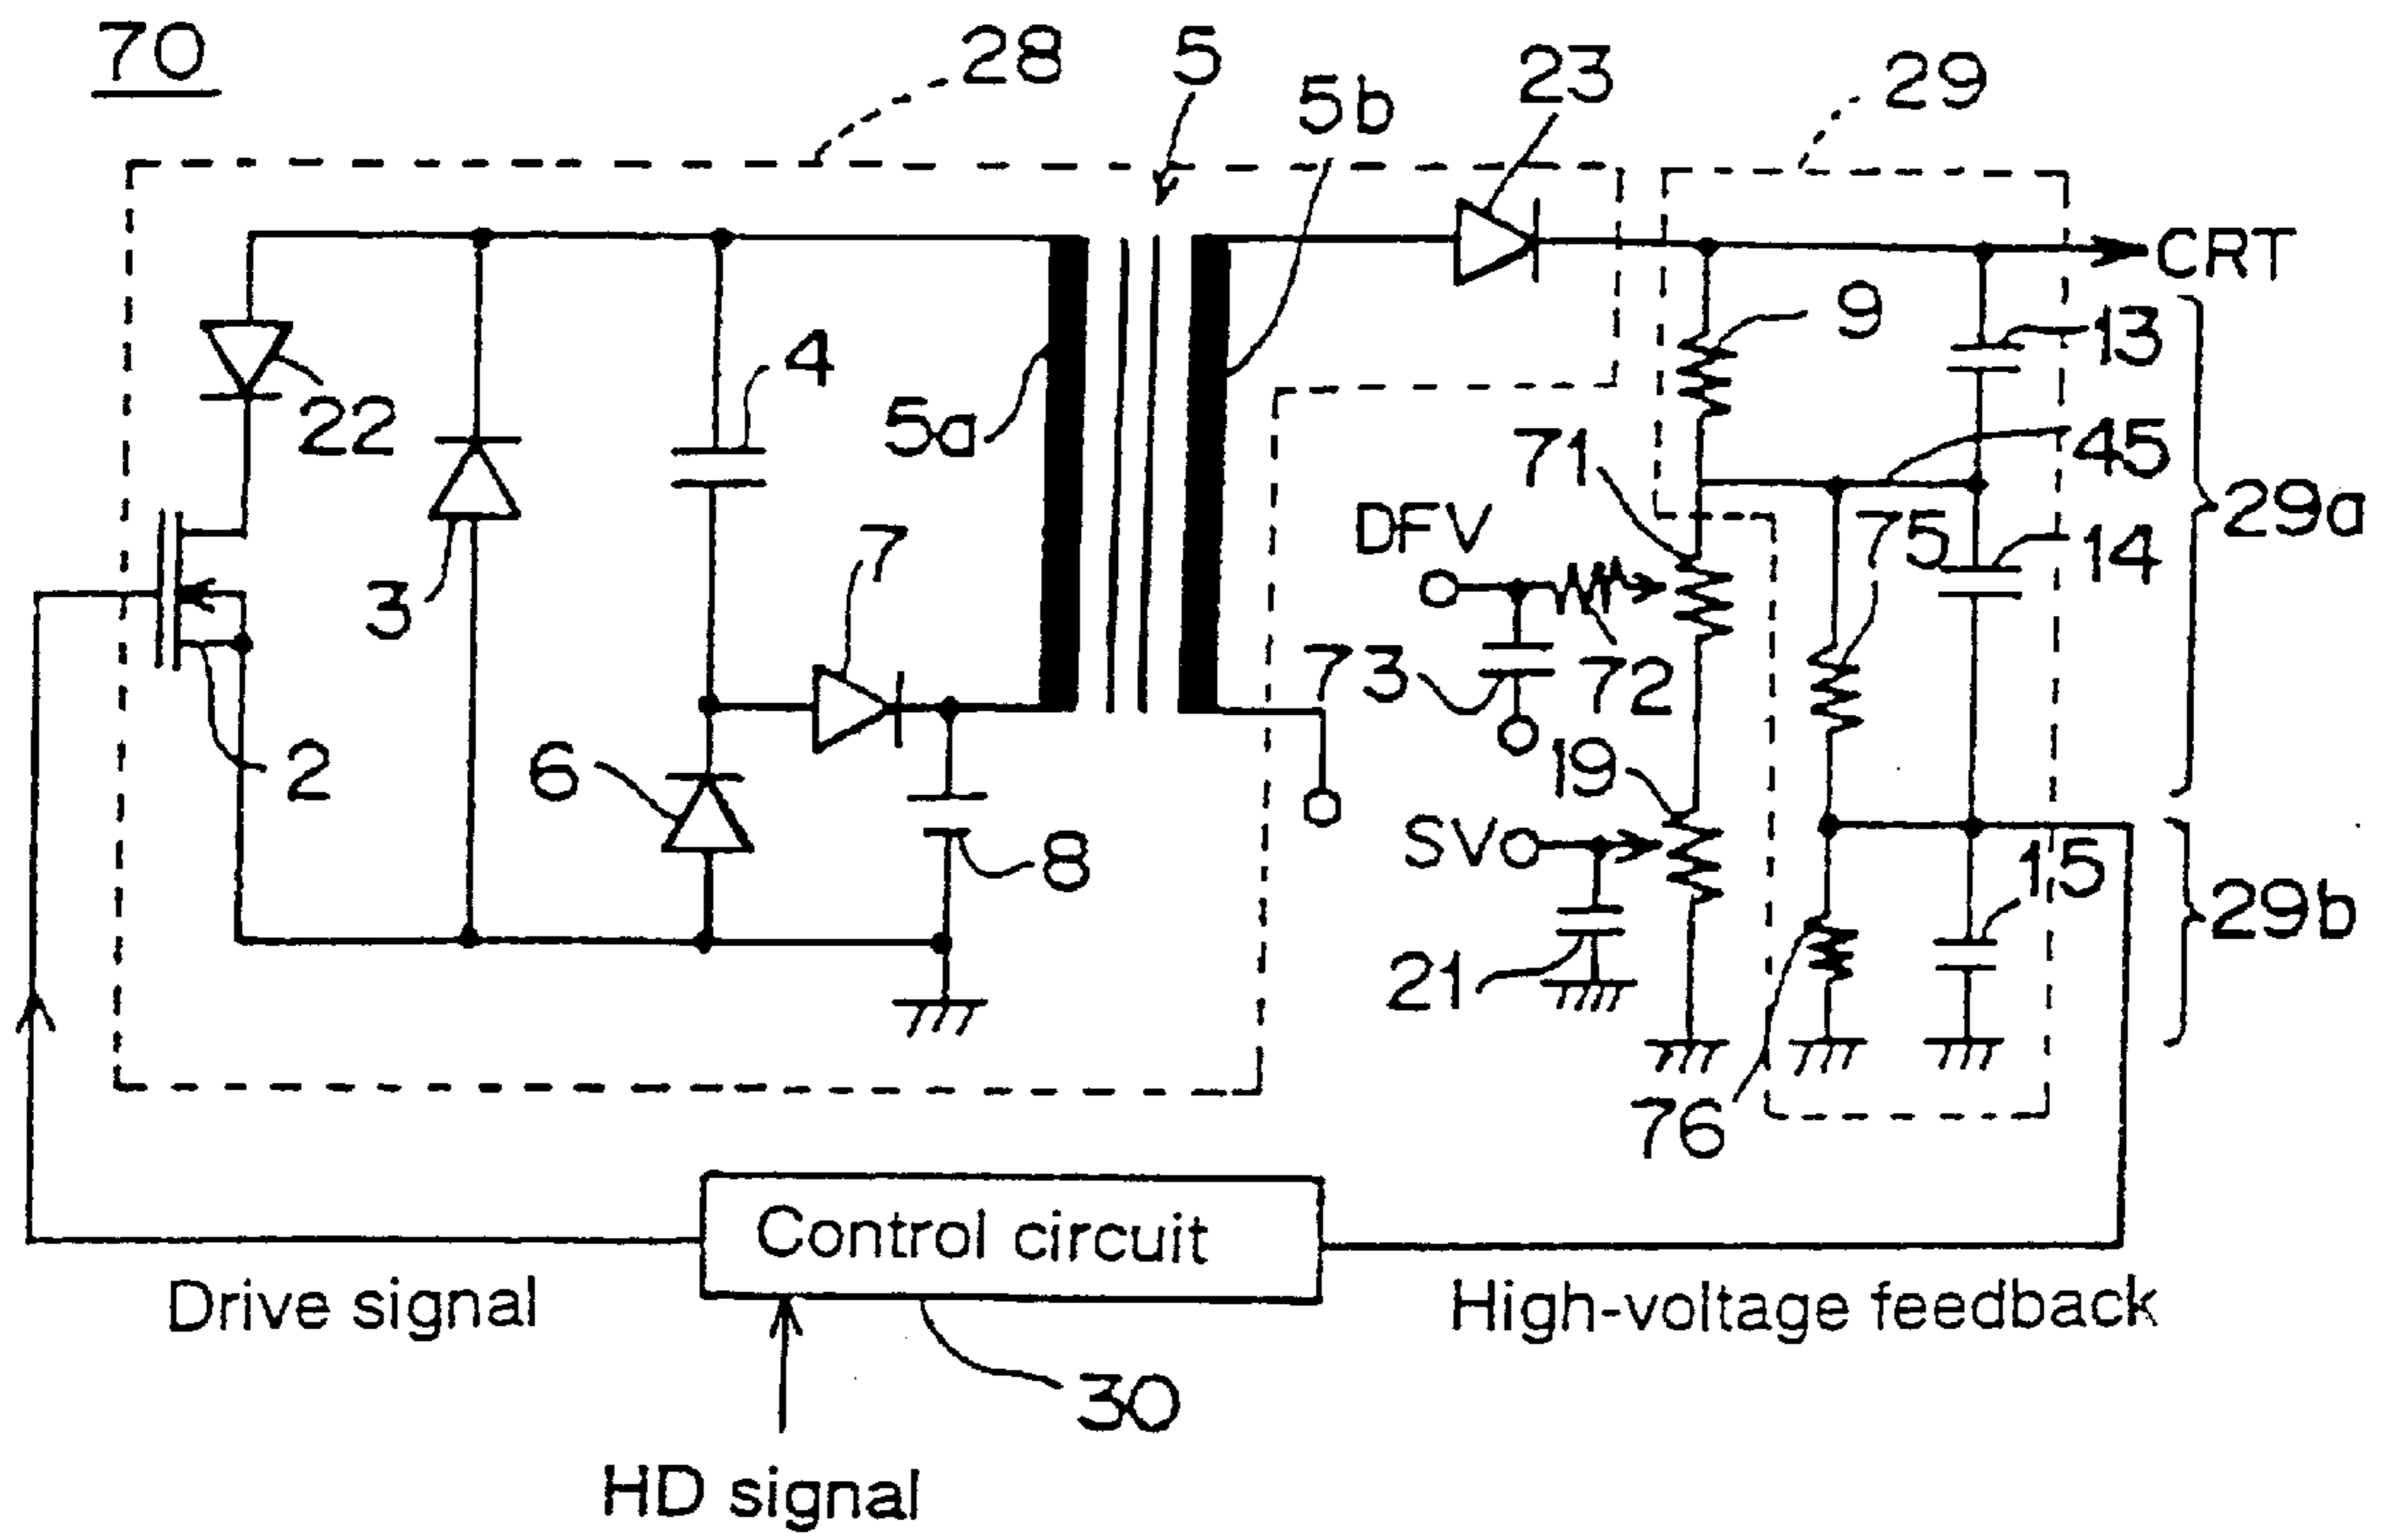 70
28
5
5b
23
29
CRT
9
13
4
5a
22
71
45
29a
DFV
75
14
7
3
73
72
19
2
6
SV
8
15
29b
21
76
Control circuit
Drive signal
High-voltage feedback
30
HD signal